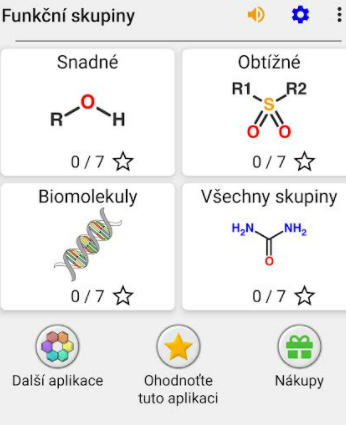 Funkční skupiny
Snadné
Obtížné
R O H
R1 R2
S
O O
0 / 7
0 / 7
Biomolekuly
Všechny skupiny
H₂N NH₂
O
0 / 7
0 / 7
Další aplikace
Ohodnoťte
tuto aplikaci
Nákupy